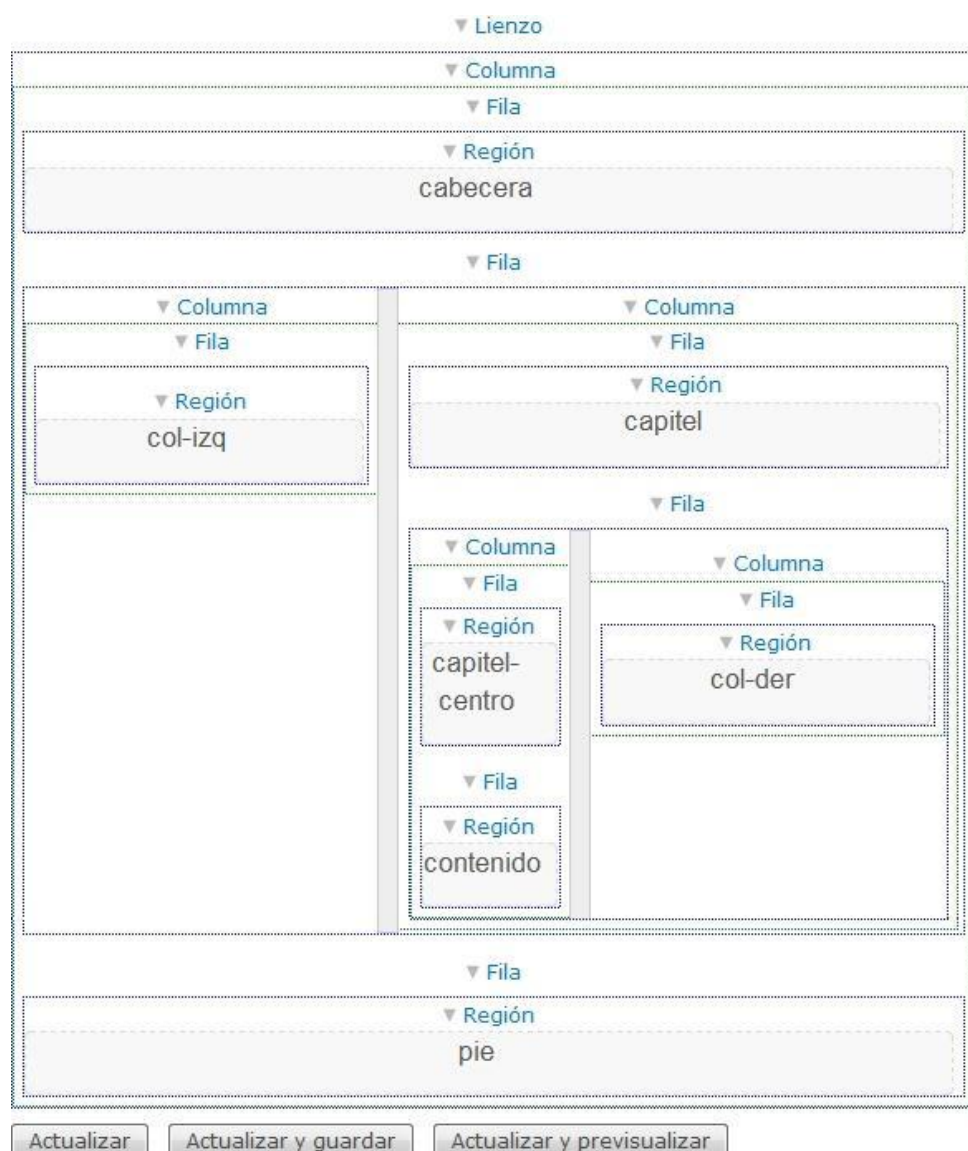 Lienzo
Columna
Fila
Región
cabecera
Fila
Columna
Fila
Región
col-izq
Columna
Fila
Región
capitel
Fila
Columna
Fila
Región
capitel-
centro
Fila
Región
contenido
Columna
Fila
Región
col-der
Fila
Región
pie
Actualizar Actualizar y guardar Actualizar y previsualizar